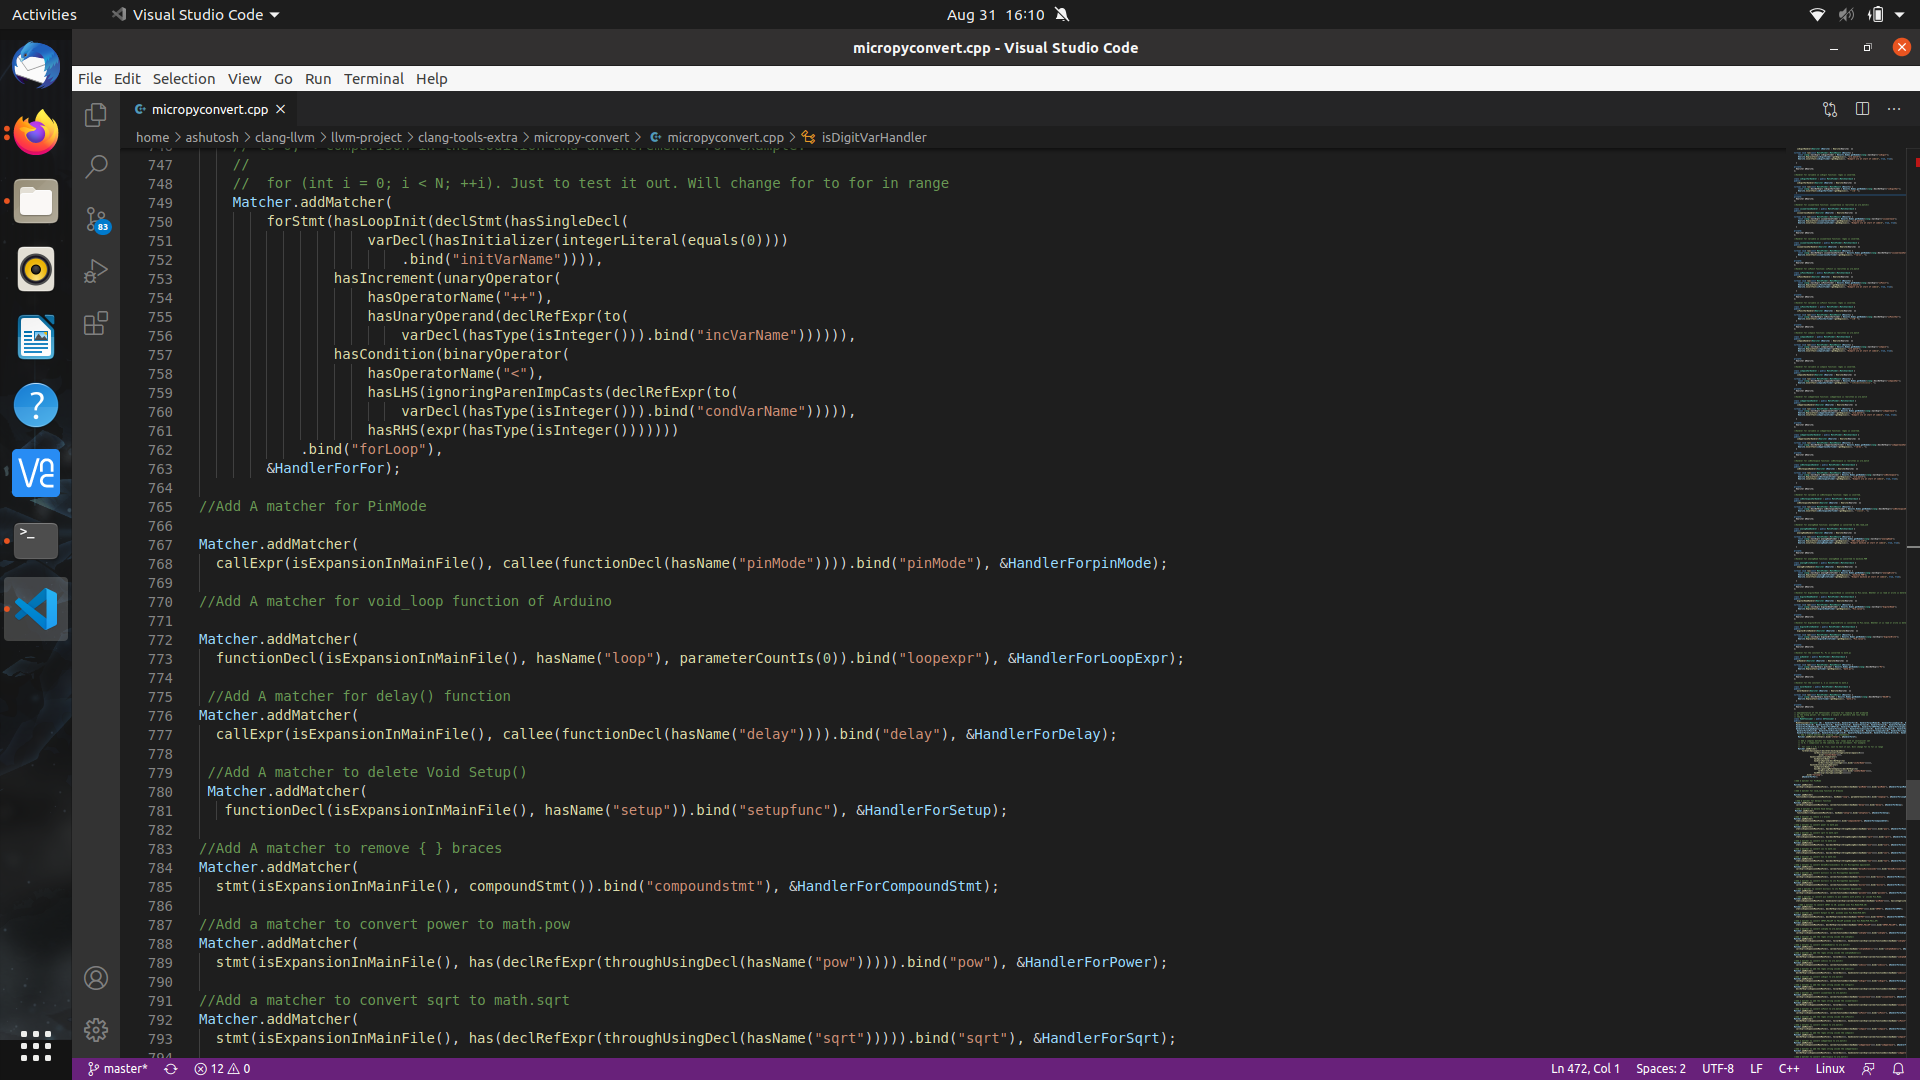 Activities
Visual Studio Code
Aug 31 16:10
micropyconvert.cpp - Visual Studio Code
File Edit Selection View Go Run Terminal Help
micropyconvert.cpp
home > ashutosh > clang-llvm > llvm-project > clang-tools-extra > micropy-convert > micropyconvert.cpp > isDigitVarHandler
747 //
748 //  for (int i = 0; i < N; ++i). Just to test it out. Will change for to for in range
749 Matcher.addMatcher(
750 forStmt(hasLoopInit(declStmt(hasSingleDecl(
751 varDecl(hasInitializer(integerLiteral(equals(0))))
752 .bind("initVarName")))),
753 hasIncrement(unaryOperator(
754 hasOperatorName("++"),
755 hasUnaryOperand(declRefExpr(to(
756 varDecl(hasType(isInteger())).bind("incVarName")))))),
757 hasCondition(binaryOperator(
758 hasOperatorName("<"),
759 hasLHS(ignoringParenImpCasts(declRefExpr(to(
760 varDecl(hasType(isInteger())).bind("condVarName"))))),
761 hasRHS(expr(hasType(isInteger()))))))
762 .bind("forLoop"),
763 &HandlerForFor);
764
765 //Add A matcher for PinMode
766
767 Matcher.addMatcher(
768 callExpr(isExpansionInMainFile(), callee(functionDecl(hasName("pinMode")))).bind("pinMode"), &HandlerForpinMode);
769
770 //Add A matcher for void_loop function of Arduino
771
772 Matcher.addMatcher(
773 functionDecl(isExpansionInMainFile(), hasName("loop"), parameterCountIs(0)).bind("loopexpr"), &HandlerForLoopExpr);
774
775 //Add A matcher for delay() function
776 Matcher.addMatcher(
777 callExpr(isExpansionInMainFile(), callee(functionDecl(hasName("delay")))).bind("delay"), &HandlerForDelay);
778
779 //Add A matcher to delete Void Setup()
780 Matcher.addMatcher(
781 functionDecl(isExpansionInMainFile(), hasName("setup")).bind("setupfunc"), &HandlerForSetup);
782
783 //Add A matcher to remove { } braces
784 Matcher.addMatcher(
785 stmt(isExpansionInMainFile(), compoundStmt()).bind("compoundstmt"), &HandlerForCompoundStmt);
786
787 //Add a matcher to convert power to math.pow
788 Matcher.addMatcher(
789 stmt(isExpansionInMainFile(), has(declRefExpr(throughUsingDecl(hasName("pow"))))).bind("pow"), &HandlerForPower);
790
791 //Add a matcher to convert sqrt to math.sqrt
792 Matcher.addMatcher(
793 stmt(isExpansionInMainFile(), has(declRefExpr(throughUsingDecl(hasName("sqrt"))))).bind("sqrt"), &HandlerForSqrt);
83
master* 12 0
Ln 472, Col 1 Spaces: 2 UTF-8 LF C++ Linux